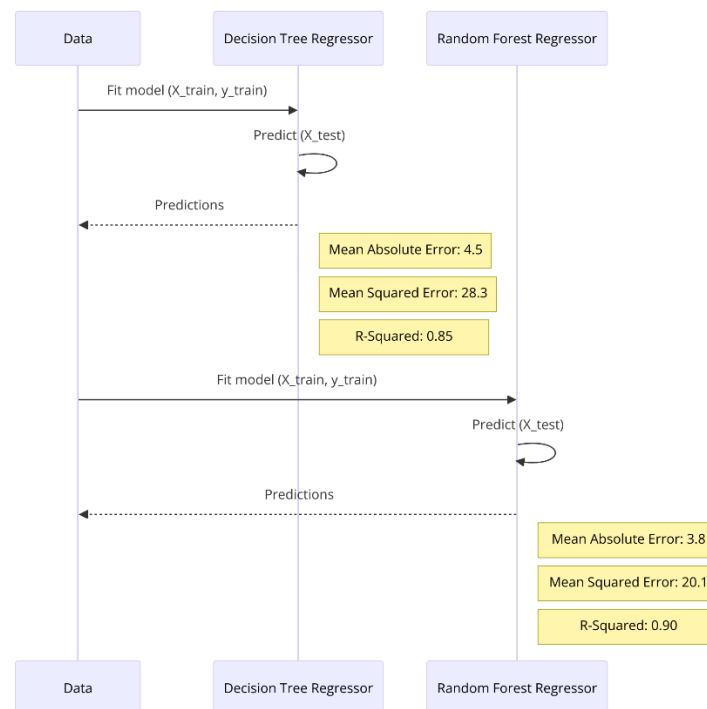 Data
Decision Tree Regressor
Random Forest Regressor
Fit model (X_train, y_train)
Predict (X_test)
Predictions
Mean Absolute Error: 4.5
Mean Squared Error: 28.3
R-Squared: 0.85
Fit model (X_train, y_train)
Predict (X_test)
Predictions
Mean Absolute Error: 3.8
Mean Squared Error: 20.1
R-Squared: 0.90
Data
Decision Tree Regressor
Random Forest Regressor